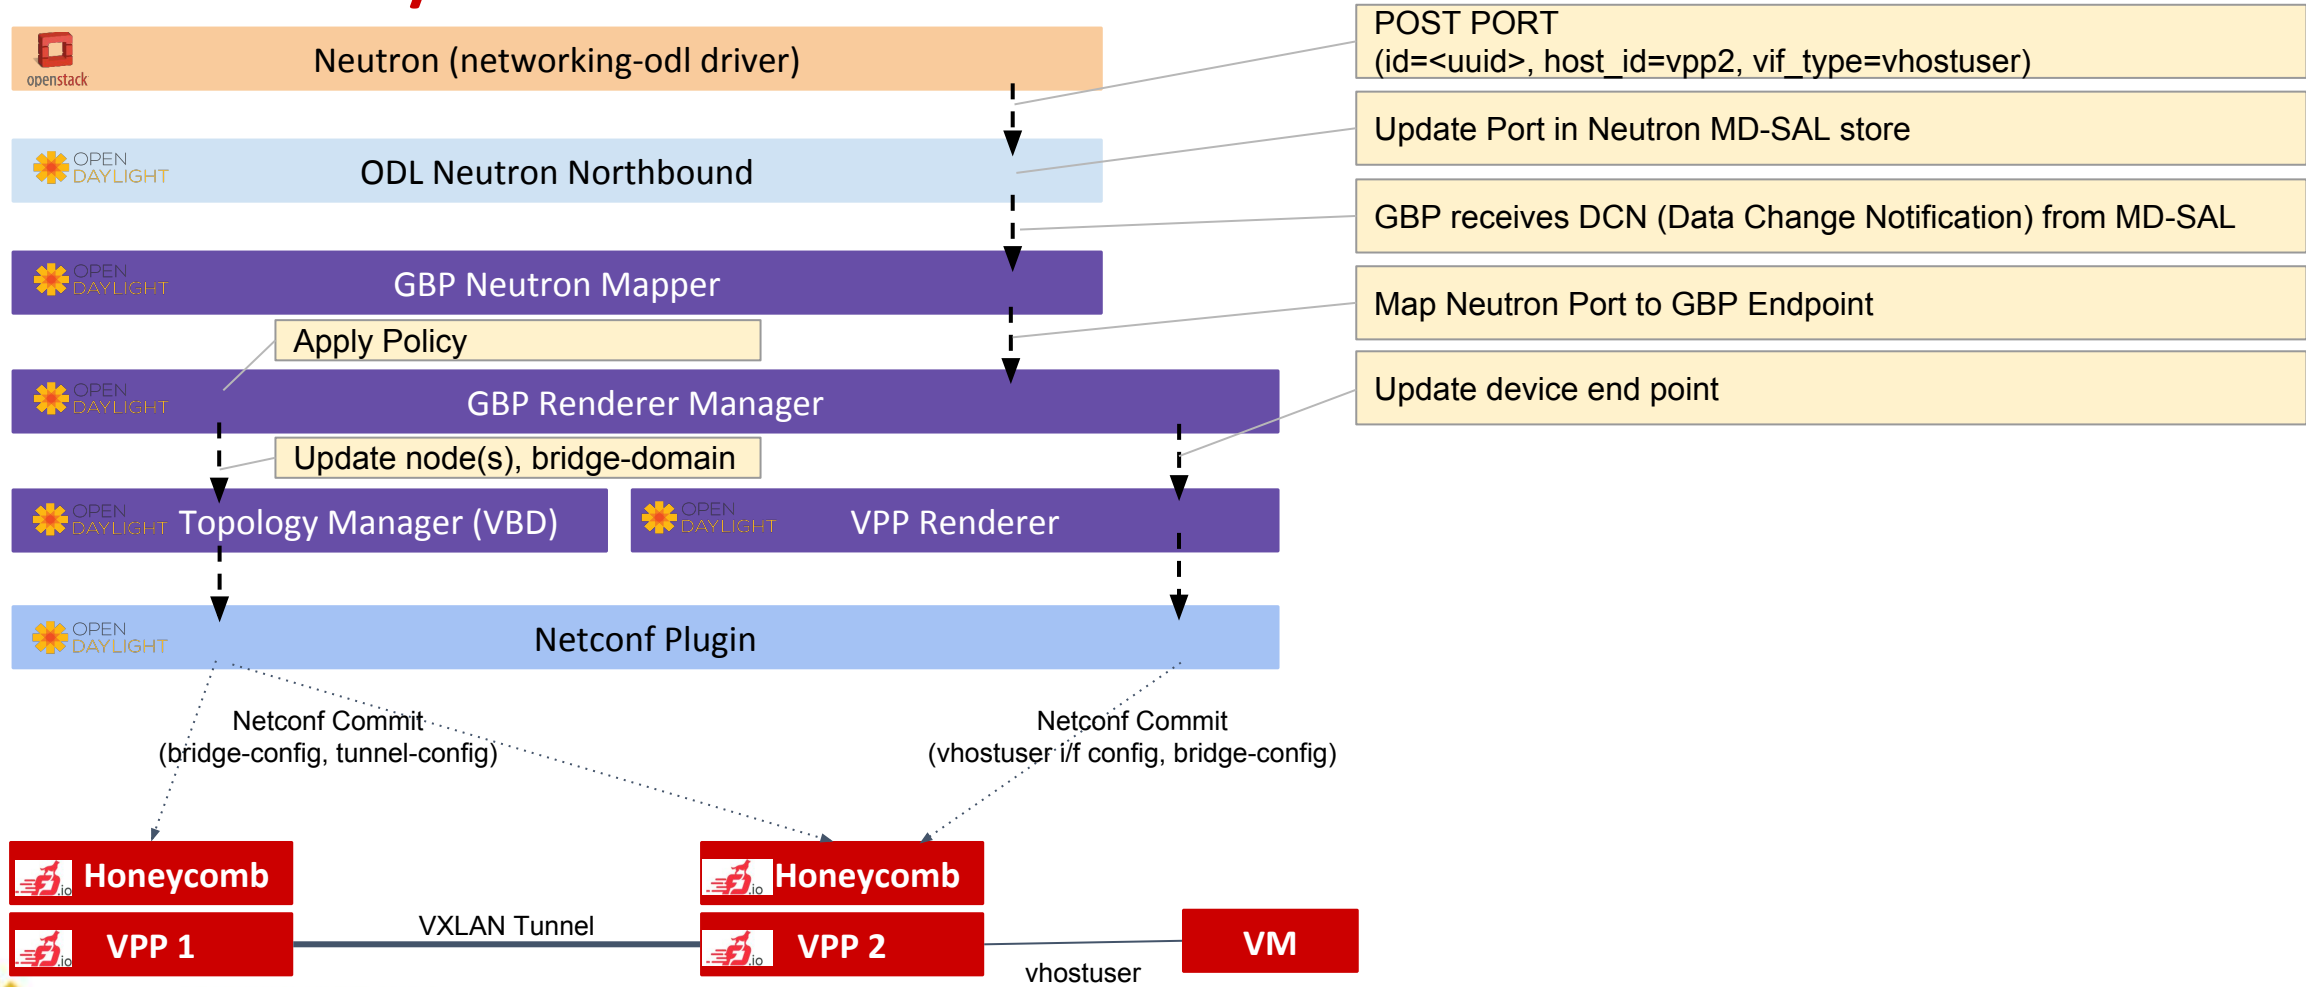 POST PORT
(id=<uuid>, host_id=vpp2, vif_type=vhostuser)
openstack
Neutron (networking-odl driver)
Update Port in Neutron MD-SAL store
OPEN
DAYLIGHT
ODL Neutron Northbound
GBP receives DCN (Data Change Notification) from MD-SAL
OPEN
DAYLIGHT
GBP Neutron Mapper
Map Neutron Port to GBP Endpoint
Apply Policy
OPEN
DAYLIGHT
GBP Renderer Manager
Update device end point
Update node(s), bridge-domain
OPEN
DAYLIGHT
Topology Manager (VBD)
OPEN
DAYLIGHT
VPP Renderer
OPEN
DAYLIGHT
Netconf Plugin
Netconf Commit
(bridge-config, tunnel-config)
Netconf Commit
(vhostuser i/f config, bridge-config)
.io
Honeycomb
.io
Honeycomb
.io
VPP 1
VXLAN Tunnel
.io
VPP 2
vhostuser
VM